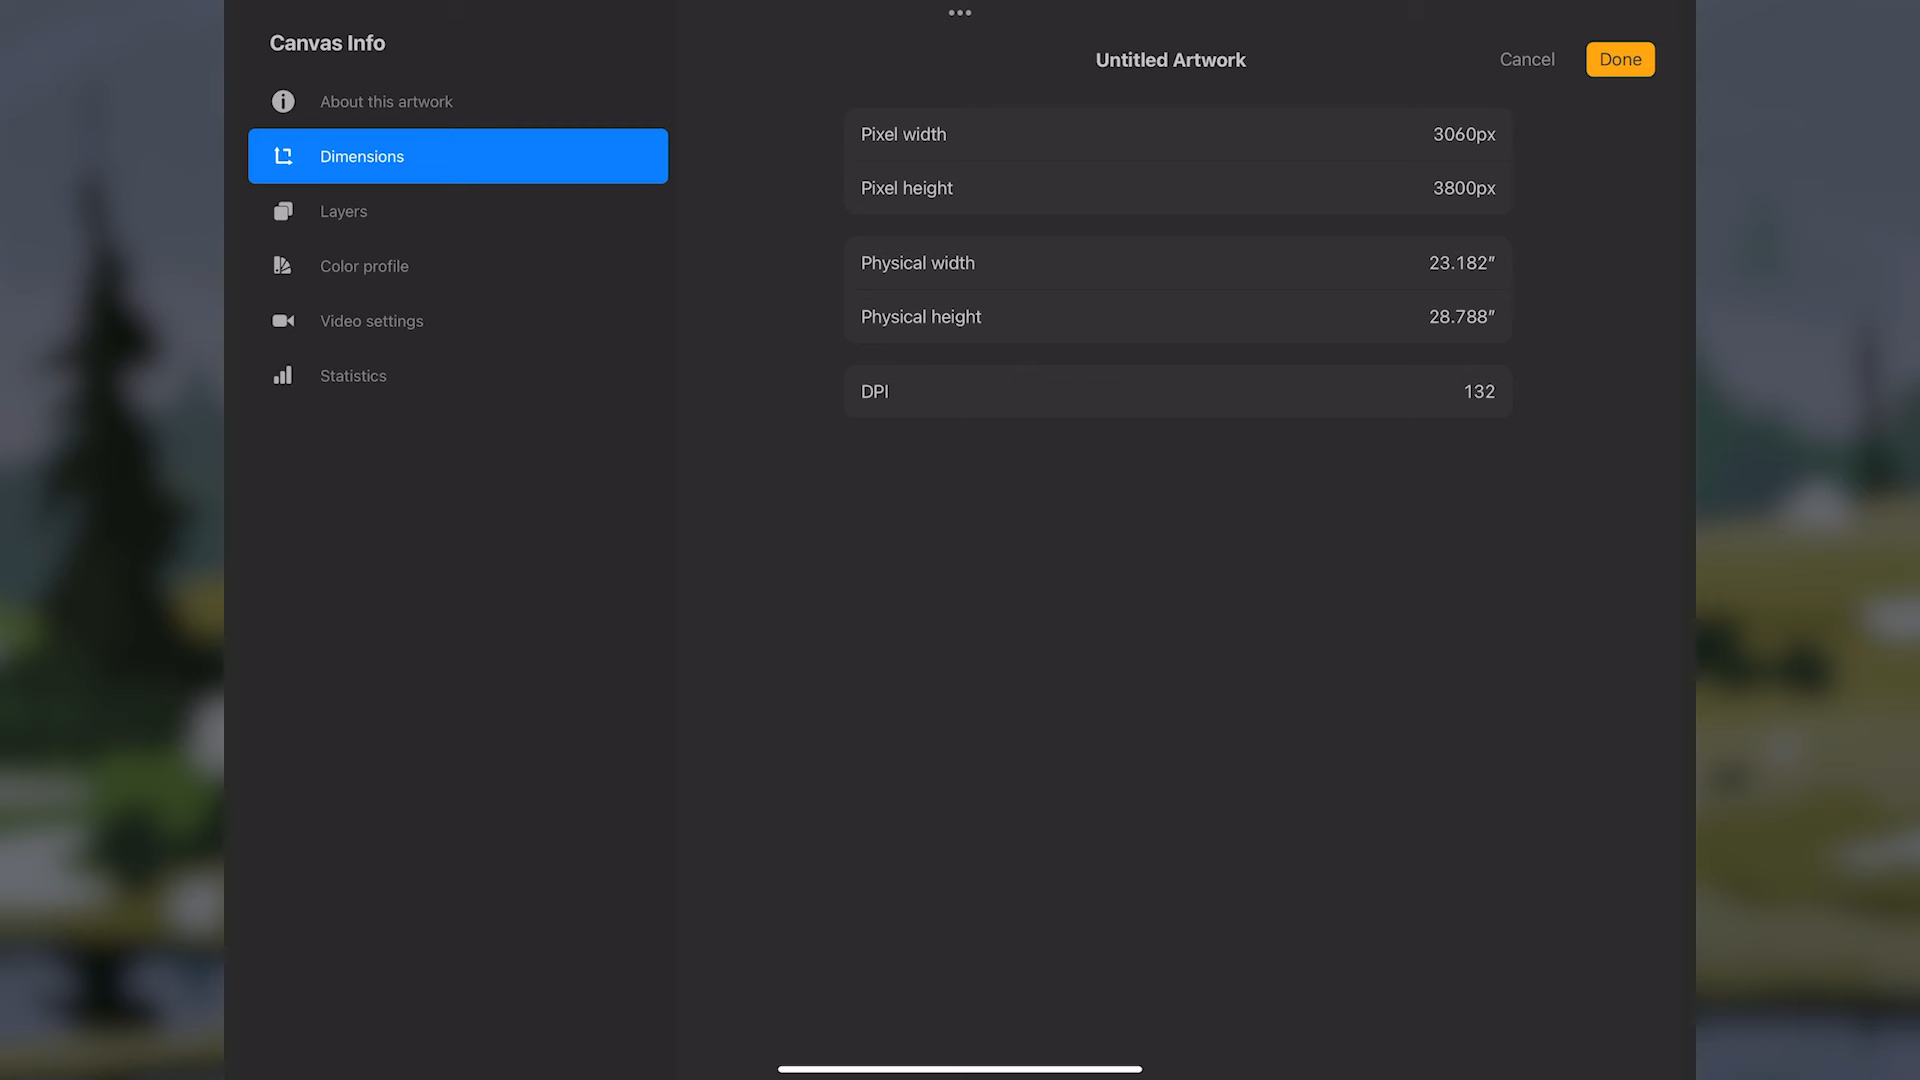 Canvas Info
About this artwork
Dimensions
Layers
Color profile
Video settings
Statistics
Untitled Artwork
Cancel
Done
Pixel width 3060px
Pixel height 3800px
Physical width 23.182″
Physical height 28.788″
DPI 132